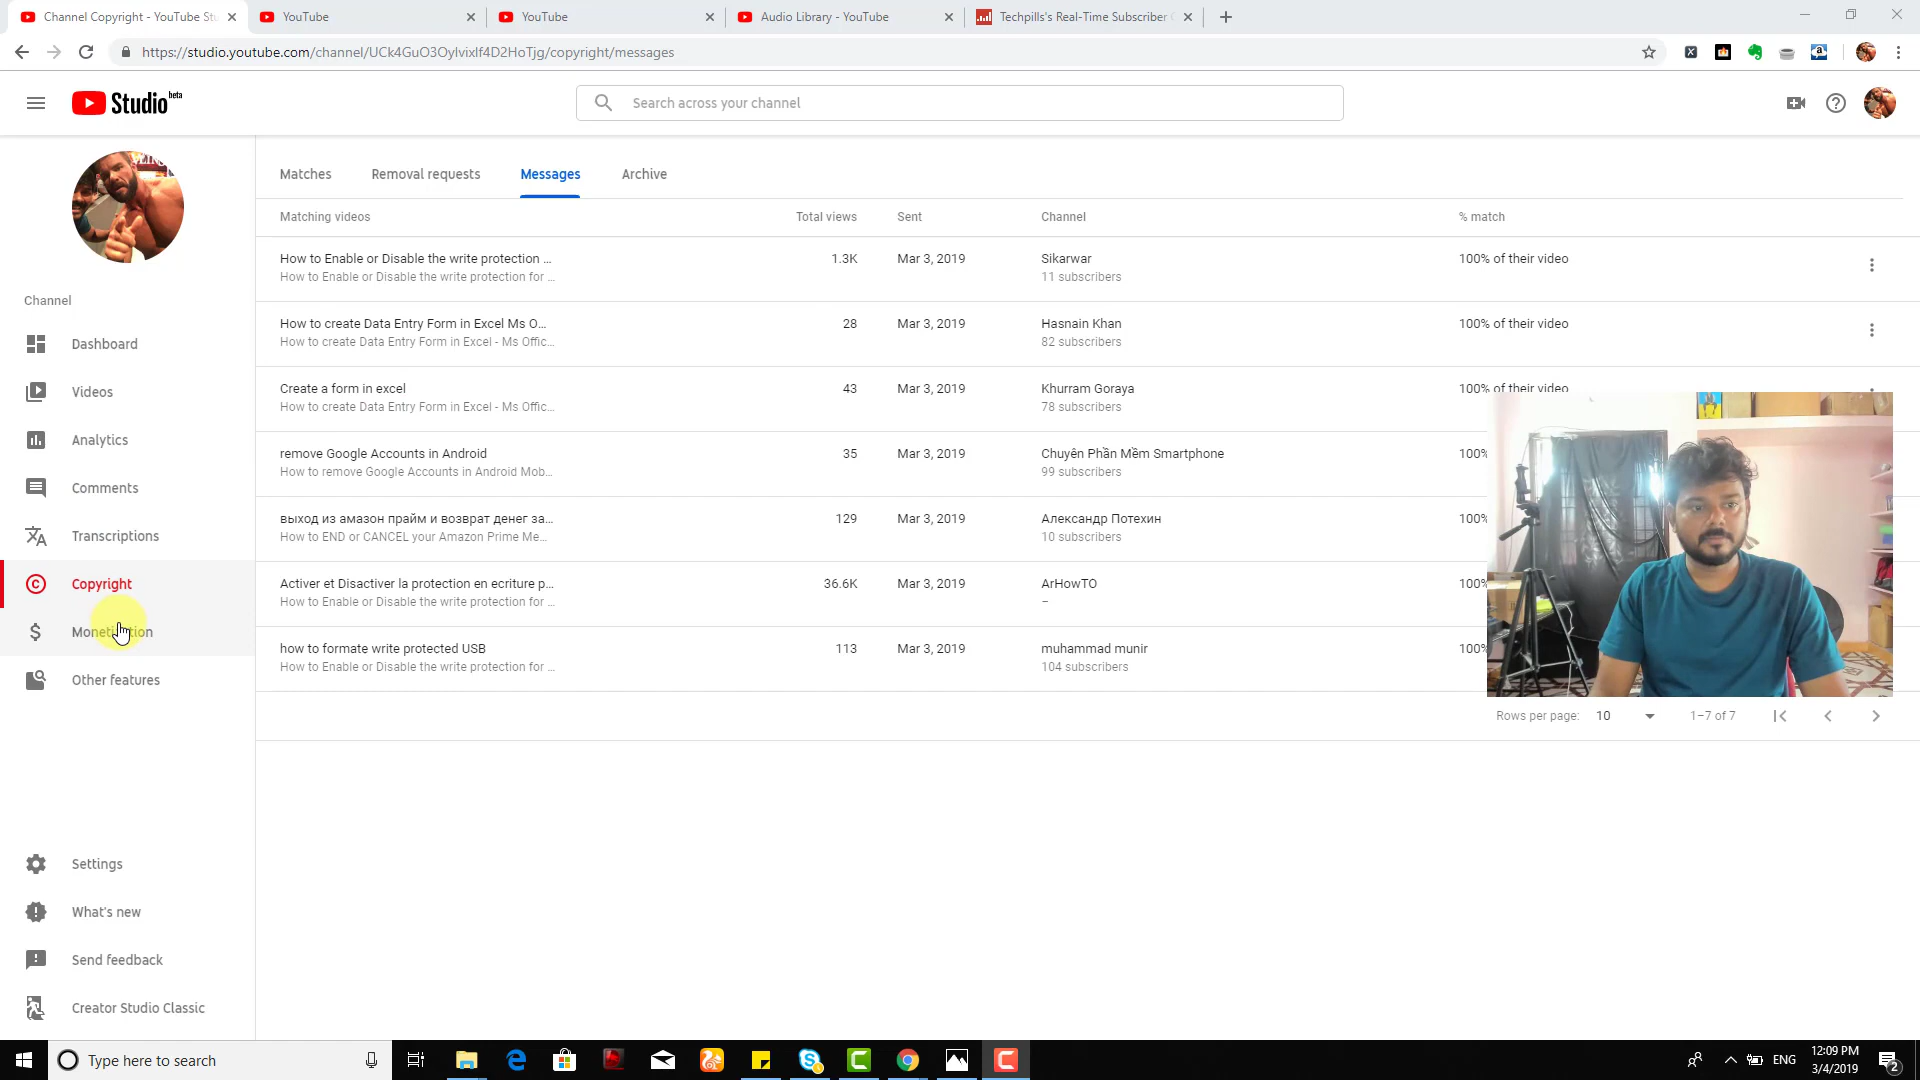 Channel Copyright - YouTube Stu
YouTube
YouTube
Audio Library - YouTube
Techpills's Real-Time Subscriber
https://studio.youtube.com/channel/UCk4GuO3Oylvixlf4D2HoTjg/copyright/messages
Studio beta
Search across your channel
Matches Removal requests Messages Archive
Matching videos Total views Sent Channel % match
How to Enable or Disable the write protection ... 1.3K Mar 3, 2019 Sikarwar 100% of their video
How to Enable or Disable the write protection for ... 11 subscribers
How to create Data Entry Form in Excel Ms O... 28 Mar 3, 2019 Hasnain Khan 100% of their video
How to create Data Entry Form in Excel - Ms Offic... 82 subscribers
Create a form in excel 43 Mar 3, 2019 Khurram Goraya 100% of their video
How to create Data Entry Form in Excel - Ms Offic... 78 subscribers
remove Google Accounts in Android 35 Mar 3, 2019 Chuyên Phần Mềm Smartphone 100%
How to remove Google Accounts in Android Mob... 99 subscribers
выход из амазон прайм и возврат денег за... 129 Mar 3, 2019 Александр Потехин 100%
How to END or CANCEL your Amazon Prime Me... 10 subscribers
Activer et Disactiver la protection en ecriture p... 36.6K Mar 3, 2019 ArHowTO 100%
How to Enable or Disable the write protection for ... –
how to formate write protected USB 113 Mar 3, 2019 muhammad munir 100%
How to Enable or Disable the write protection for ... 104 subscribers
Rows per page: 10 1–7 of 7
Channel
Dashboard
Videos
Analytics
Comments
Transcriptions
Copyright
Monetization
Other features
Settings
What's new
Send feedback
Creator Studio Classic
Type here to search
ENG
12:09 PM
3/4/2019
2